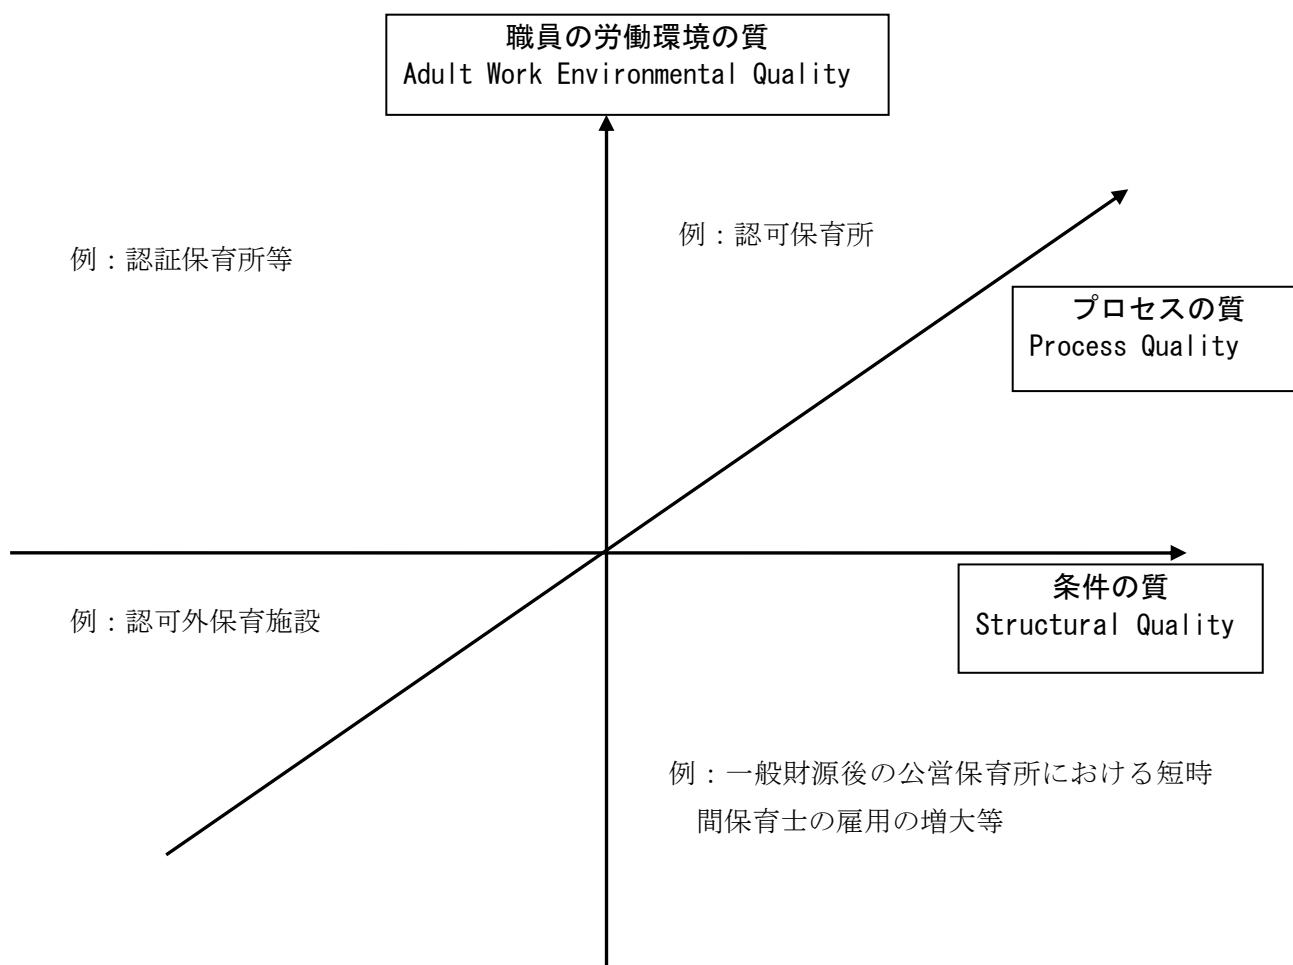 職員の労働環境の質
Adult Work Environmental Quality
例：認証保育所等
例：認可保育所
プロセスの質
Process Quality
例：認可外保育施設
条件の質
Structural Quality
例：一般財源後の公営保育所における短時
間保育士の雇用の増大等